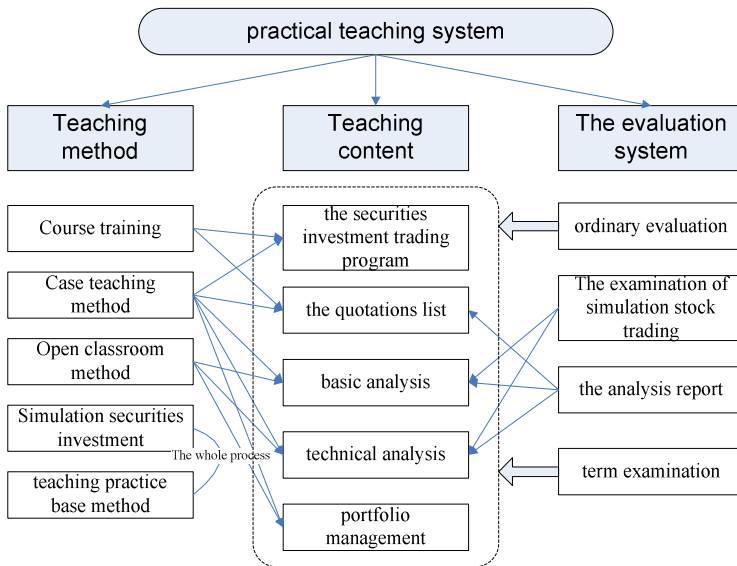 practical teaching system
Teaching
method
Teaching
content
The evaluation
system
Course training
Case teaching
method
Open classroom
method
Simulation securities
investment
The whole process
teaching practice
base method
the securities
investment trading
program
the quotations list
basic analysis
technical analysis
portfolio
management
ordinary evaluation
The examination of
simulation stock
trading
the analysis report
term examination